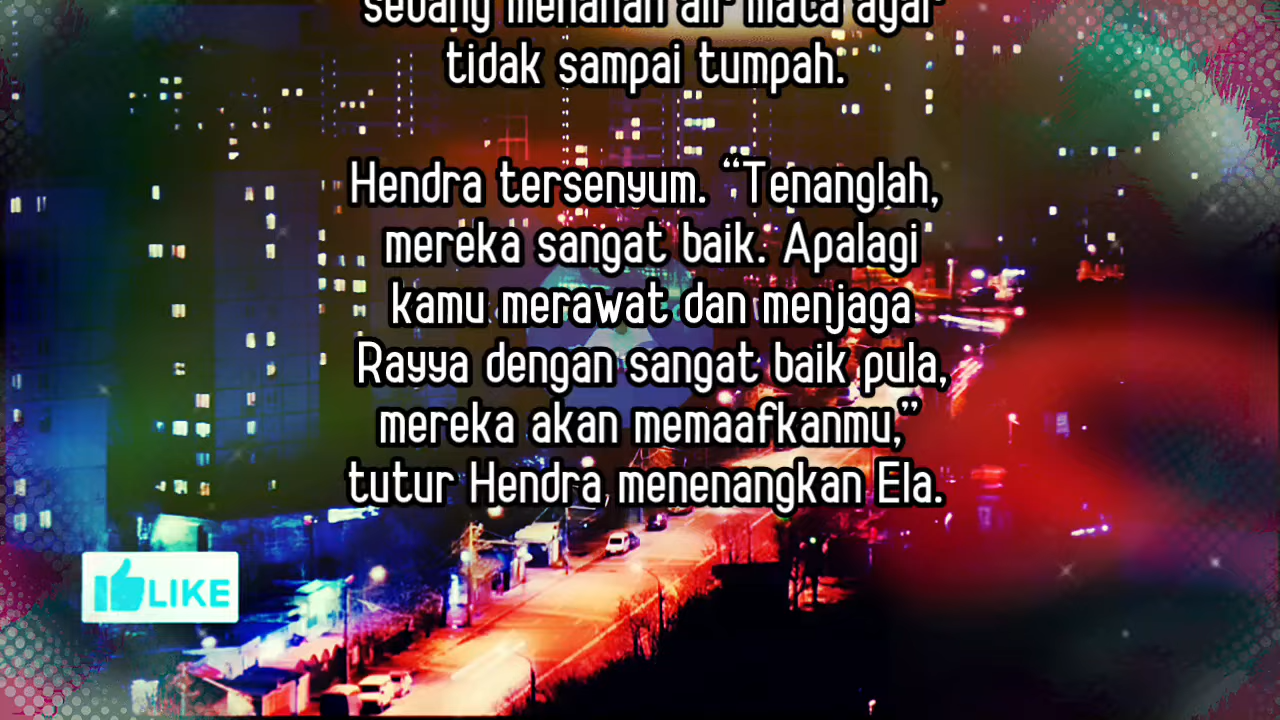 sedang menahan air mata agar
tidak sampai tumpah.
Hendra tersenyum. “Tenanglah,
mereka sangat baik. Apalagi
kamu merawat dan menjaga
Rayya dengan sangat baik pula,
mereka akan memaafkanmu,”
tutur Hendra menenangkan Ela.
LIKE